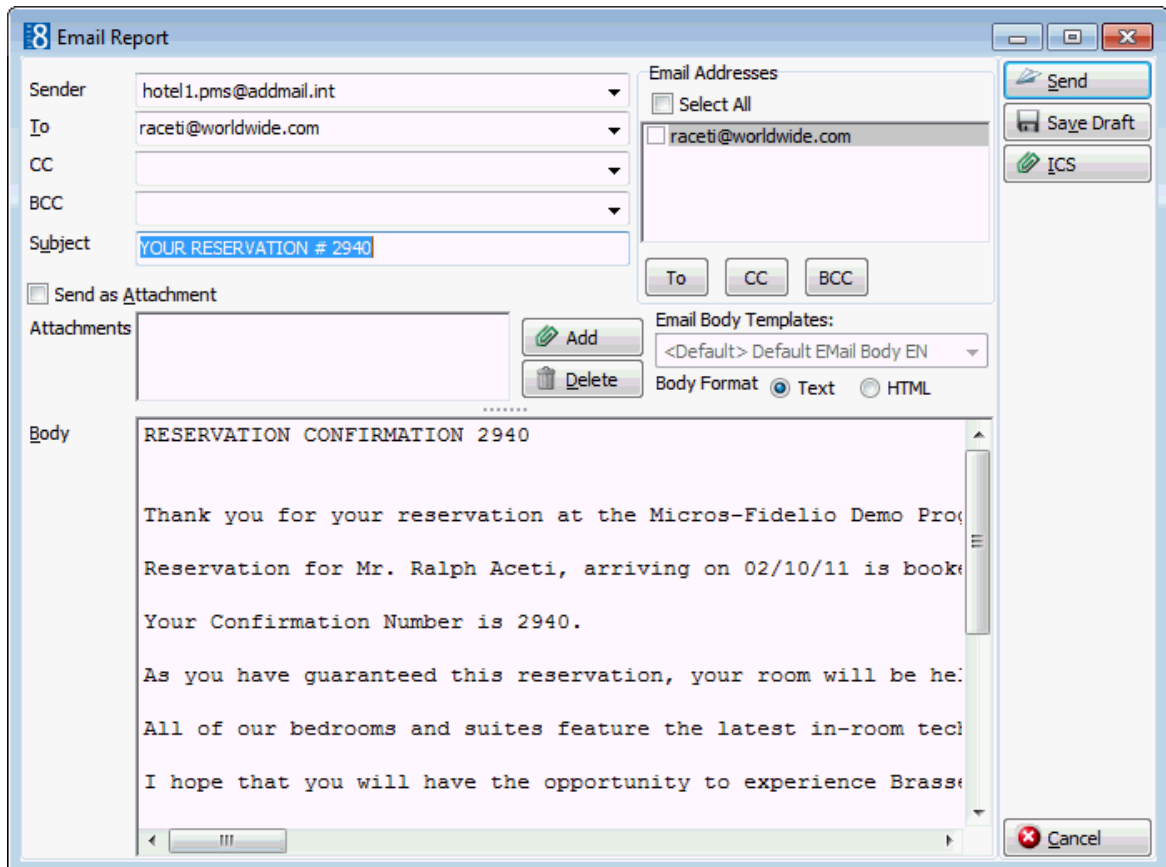 8 Email Report
Sender hotel1.pms@addmail.int
To raceti@worldwide.com
CC
BCC
Subject YOUR RESERVATION # 2940
Send as Attachment
Attachments
Add
Delete
Email Addresses
Select All
raceti@worldwide.com
To CC BCC
Email Body Templates:
<Default> Default EMail Body EN
Body Format Text HTML
Send
Save Draft
ICS
Body
RESERVATION CONFIRMATION 2940
Thank you for your reservation at the Micros-Fidelio Demo
Reservation for Mr. Ralph Aceti, arriving on 02/10/11 is
Your Confirmation Number is 2940.
As you have guaranteed this reservation, your room will be
All of our bedrooms and suites feature the latest in-room
I hope that you will have the opportunity to experience
Cancel